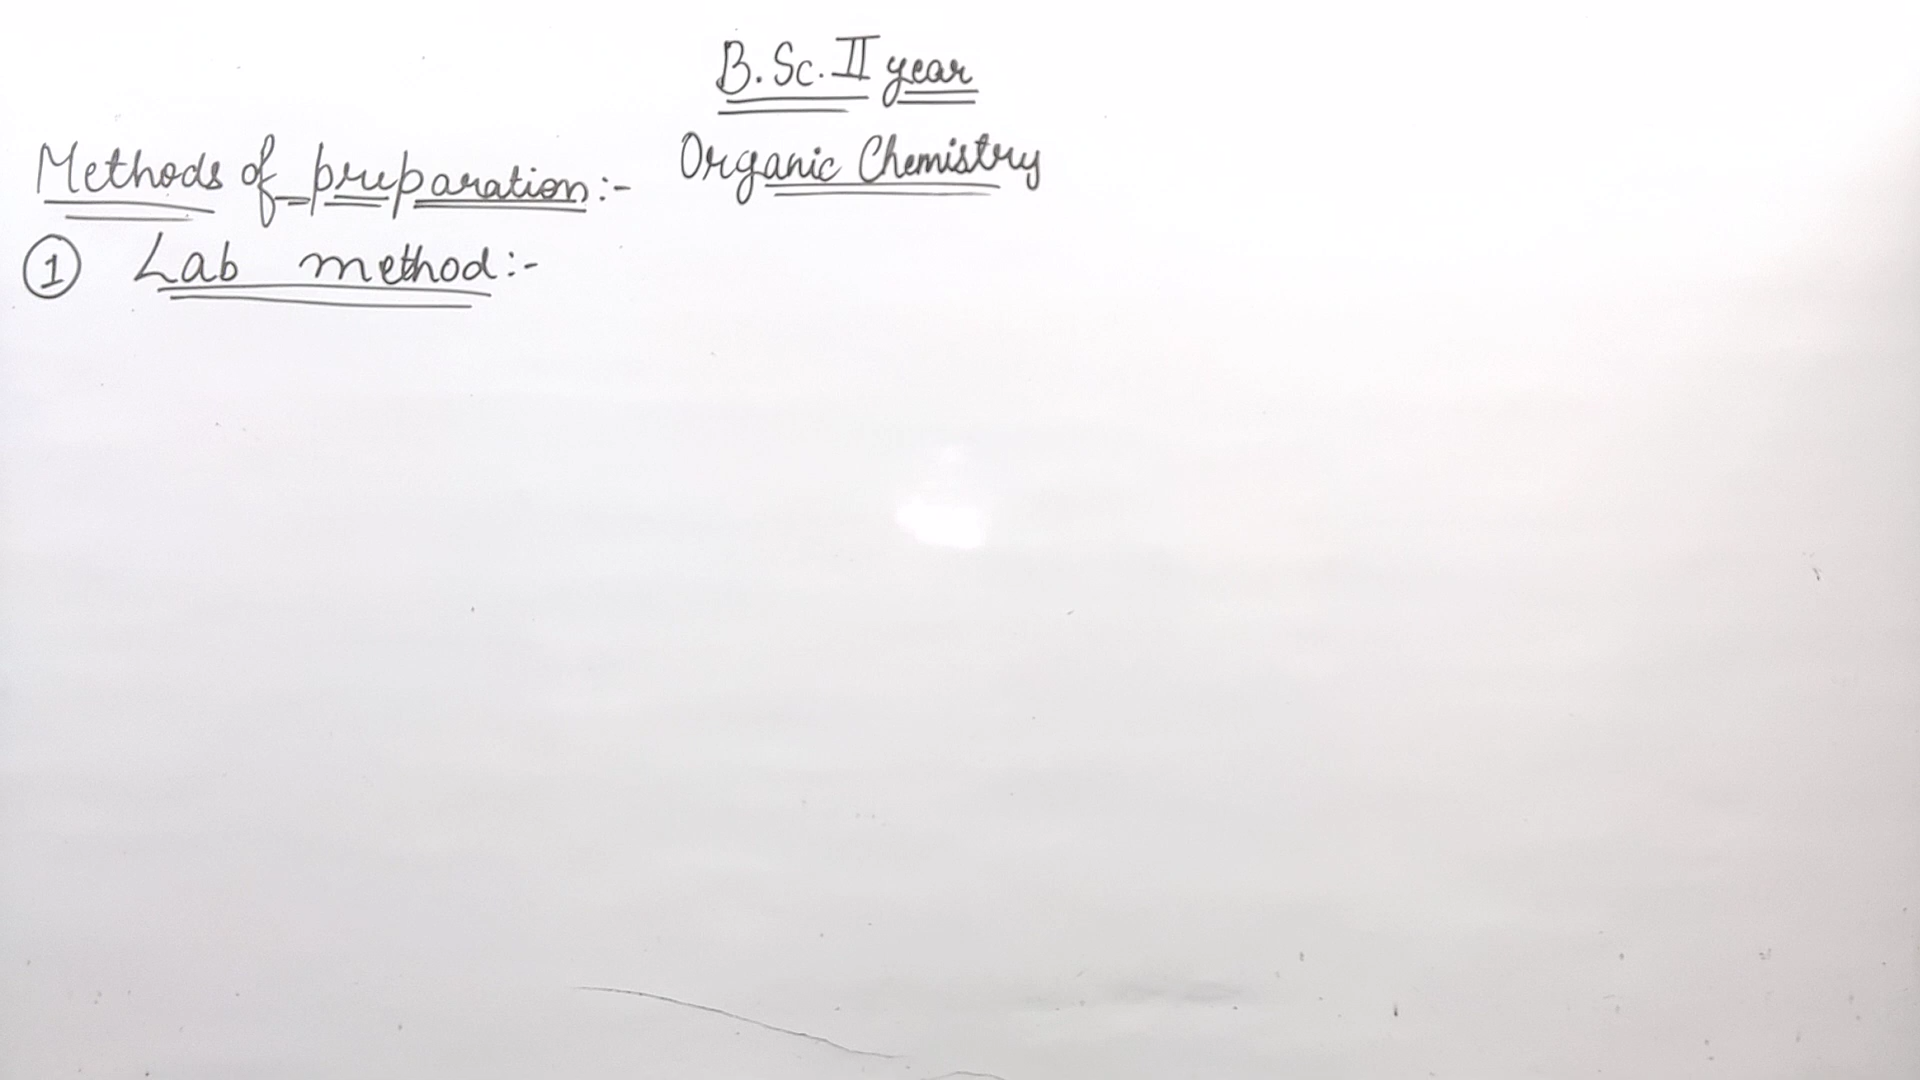 B.Sc. II year
Organic Chemistry
Methods of preparation:-
① Lab method:-